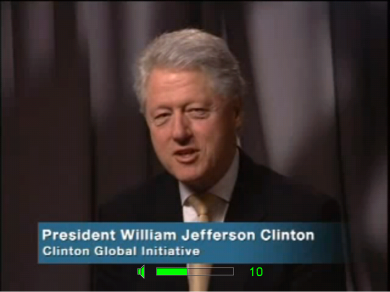 President William Jefferson Clinton
Clinton Global Initiative
10